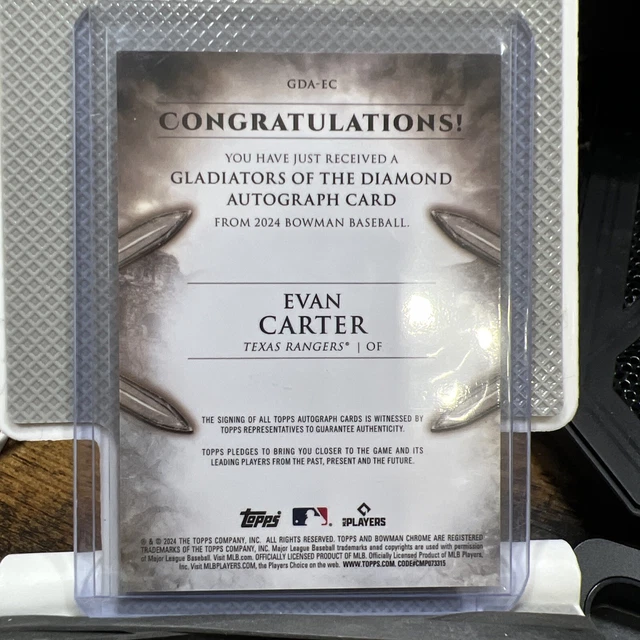 GDA-EC
CONGRATULATIONS!
YOU HAVE JUST RECEIVED A
GLADIATORS OF THE DIAMOND
AUTOGRAPH CARD
FROM 2024 BOWMAN BASEBALL.
EVAN
CARTER
TEXAS RANGERS® | OF
THE SIGNING OF ALL TOPPS AUTOGRAPH CARDS IS WITNESSED BY
TOPPS REPRESENTATIVES TO GUARANTEE AUTHENTICITY.
TOPPS PLEDGES TO BRING YOU CLOSER TO THE GAME AND ITS
LEADING PLAYERS FROM THE PAST, PRESENT AND THE FUTURE.
topps PLAYERS
® & © 2024 THE TOPPS COMPANY, INC. ALL RIGHTS RESERVED. TOPPS AND BOWMAN CHROME ARE REGISTERED
TRADEMARKS OF THE TOPPS COMPANY, INC. Major League Baseball trademarks and copyrights are used with permission
of Major League Baseball. Visit MLB.com. OFFICIALLY LICENSED PRODUCT OF MLB. Officially Licensed Product of MLB Players,
Inc. Visit MLBPLAYERS.COM, the Players Choice on the web. WWW.TOPPS.COM. CODE#CMP073315